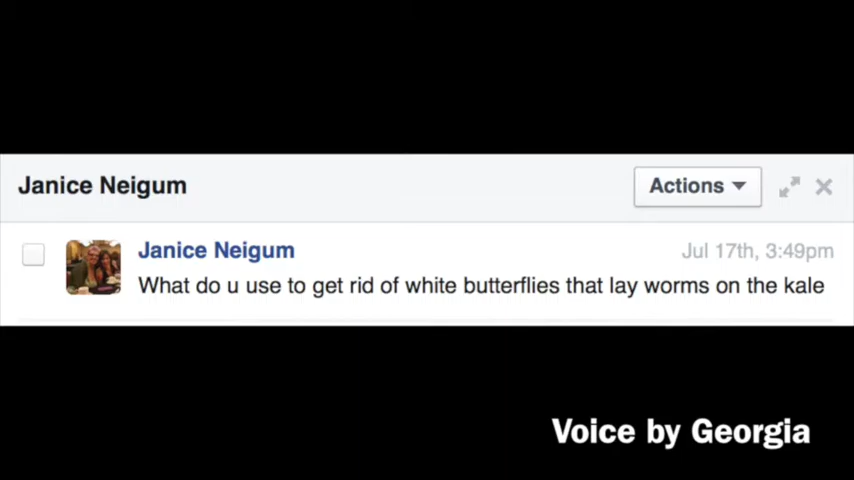 Janice Neigum
Actions
Janice Neigum
Jul 17th, 3:49pm
What do u use to get rid of white butterflies that lay worms on the kale
Voice by Georgia